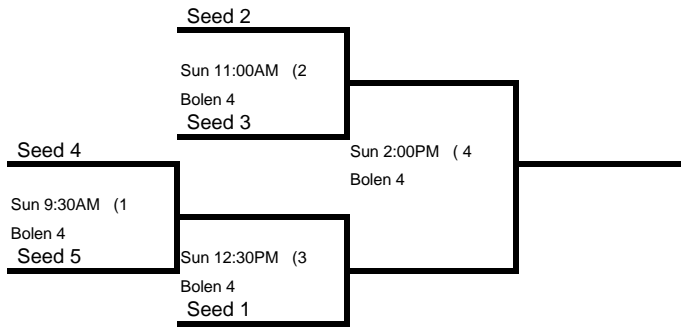 Seed 2
Sun 11:00AM (2
Bolen 4
Seed 3
Seed 4
Sun 2:00PM ( 4
Bolen 4
Sun 9:30AM (1
Bolen 4
Seed 5
Sun 12:30PM (3
Bolen 4
Seed 1